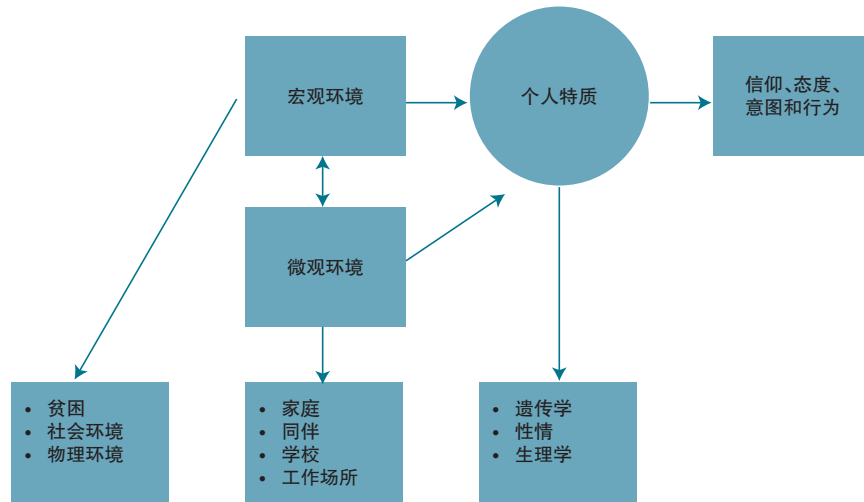 宏观环境
个人特质
信仰、态度、
意图和行为
微观环境
• 贫困
• 社会环境
• 物理环境
• 家庭
• 同伴
• 学校
• 工作场所
• 遗传学
• 性情
• 生理学